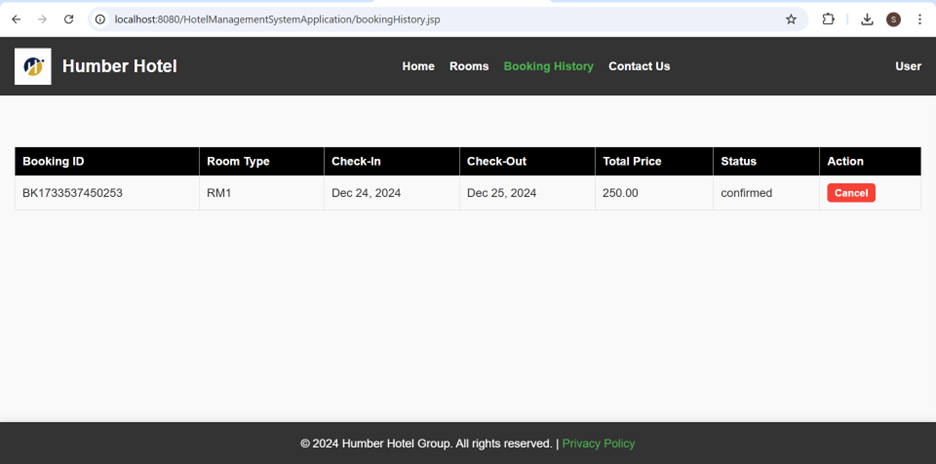 localhost:8080/HotelManagementSystemApplication/bookingHistory.jsp
S
H
Humber Hotel Home Rooms Booking History Contact Us User
Booking ID Room Type Check-In Check-Out Total Price Status Action
BK1733537450253 RM1 Dec 24, 2024 Dec 25, 2024 250.00 confirmed Cancel
© 2024 Humber Hotel Group. All rights reserved. | Privacy Policy